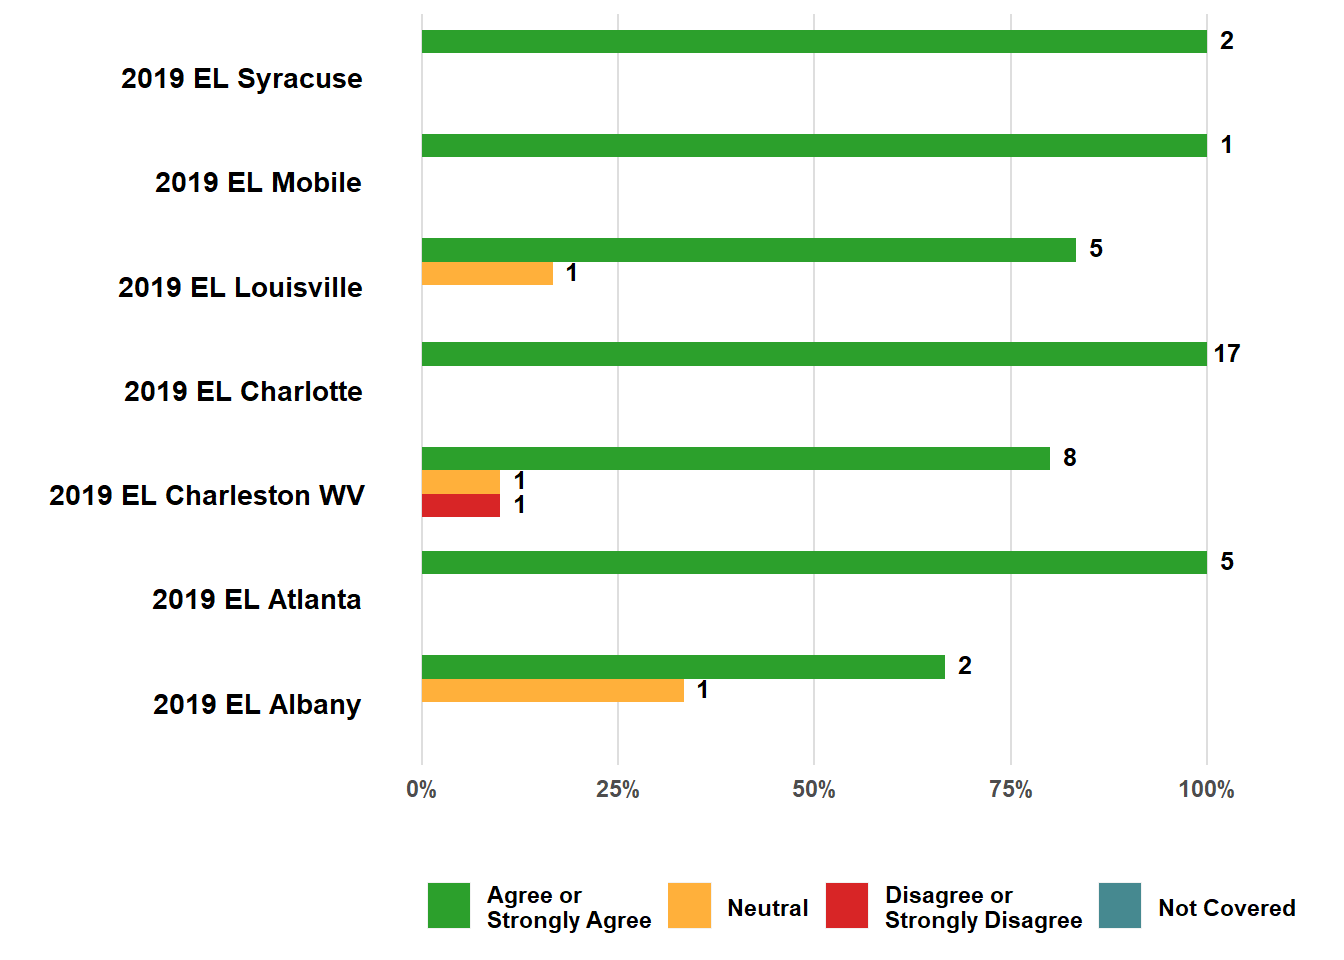 2
2019 EL Syracuse
1
2019 EL Mobile
5
1
2019 EL Louisville
17
2019 EL Charlotte
8
1
2019 EL Charleston WV
1
5
2019 EL Atlanta
2
1
2019 EL Albany
0% 25% 50% 75% 100%
Agree or
Strongly Agree
Neutral
Disagree or
Strongly Disagree
Not Covered